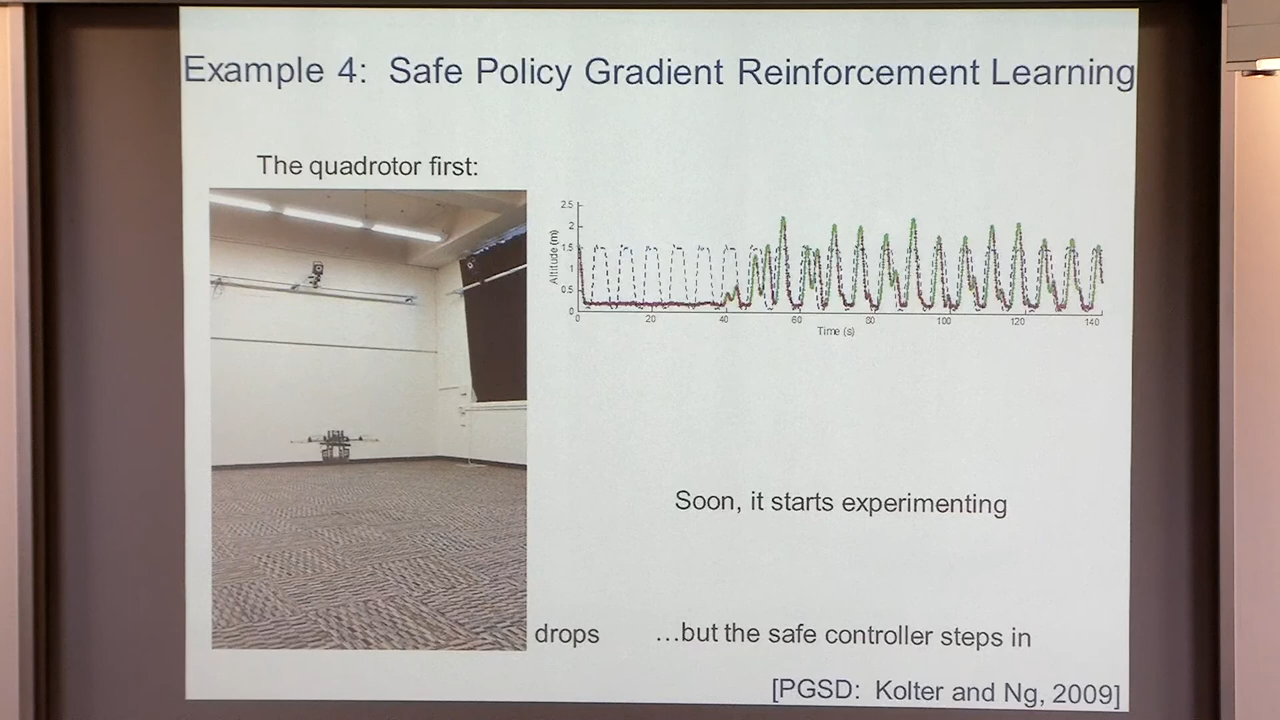 Example 4: Safe Policy Gradient Reinforcement Learning
The quadrotor first:
2.5
2
1.5
1
0.5
0
Altitude (m)
0 20 40 60 80 100 120 140
Time (s)
Soon, it starts experimenting
drops …but the safe controller steps in
[PGSD: Kolter and Ng, 2009]